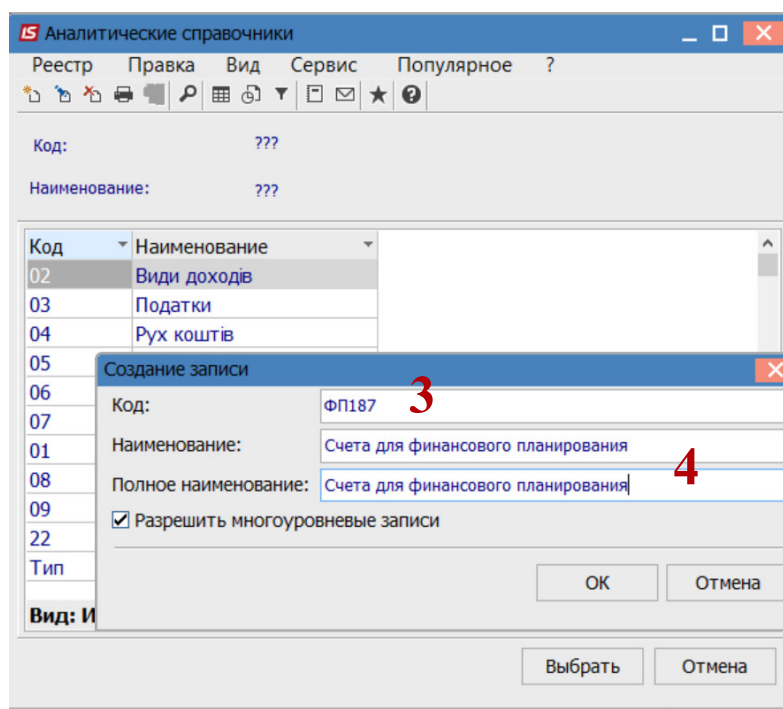 IS Аналитические справочники
Реестр Правка Вид Сервис Популярное ?
Код: ???
Наименование: ???
Код Наименование
02 Види доходів
03 Податки
04 Рух коштів
05
Создание записи
06
Код: ФП187 3
07
01
Наименование: Счета для финансового планирования
4
08
Полное наименование: Счета для финансового планирования
09
Разрешить многоуровневые записи
22
Тип
ОК Отмена
Вид: И
Выбрать Отмена